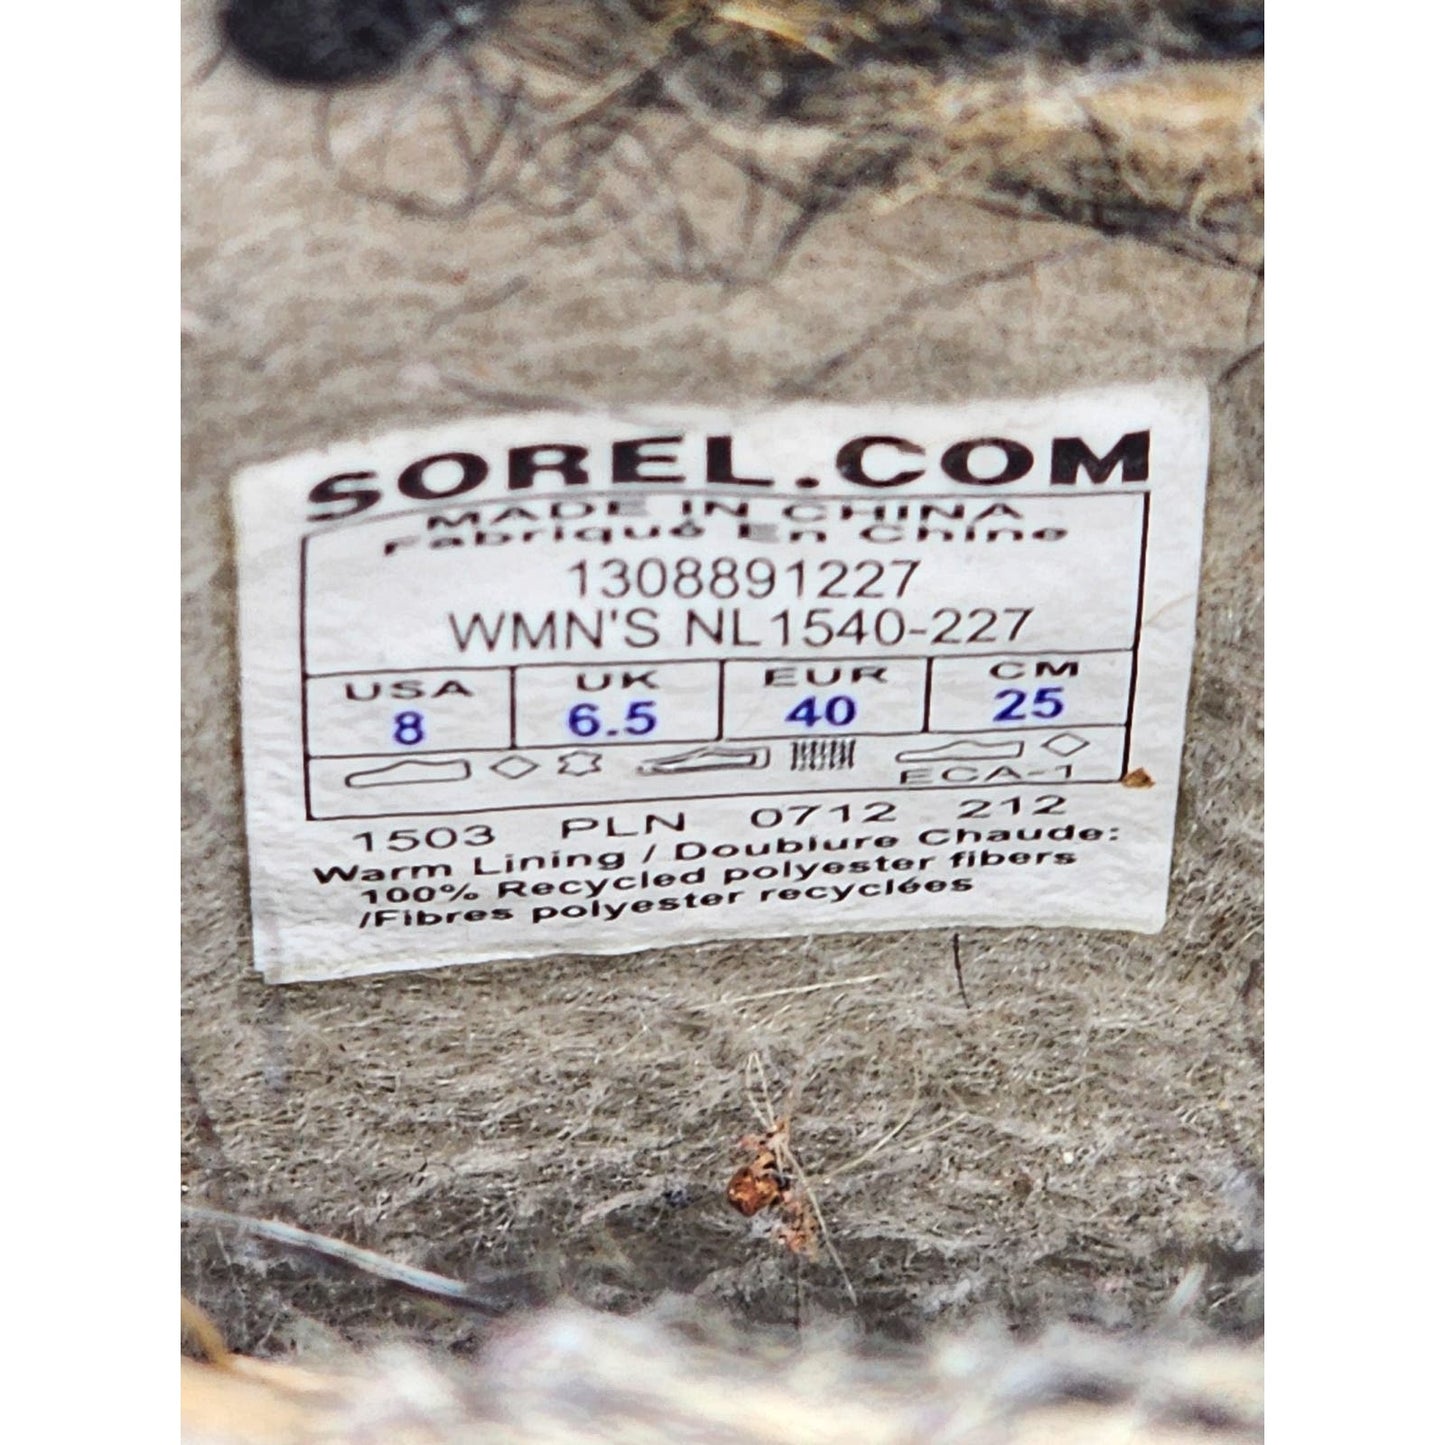 SOREL.COM
MADE IN CHINA
Fabriqué En Chine
1308891227
WMN'S NL1540-227
USA UK EUR CM
8 6.5 40 25
ECA-1
1503 PLN 0712 212
Warm Lining / Doublure Chaude:
100% Recycled polyester fibers
/Fibres polyester recyclées